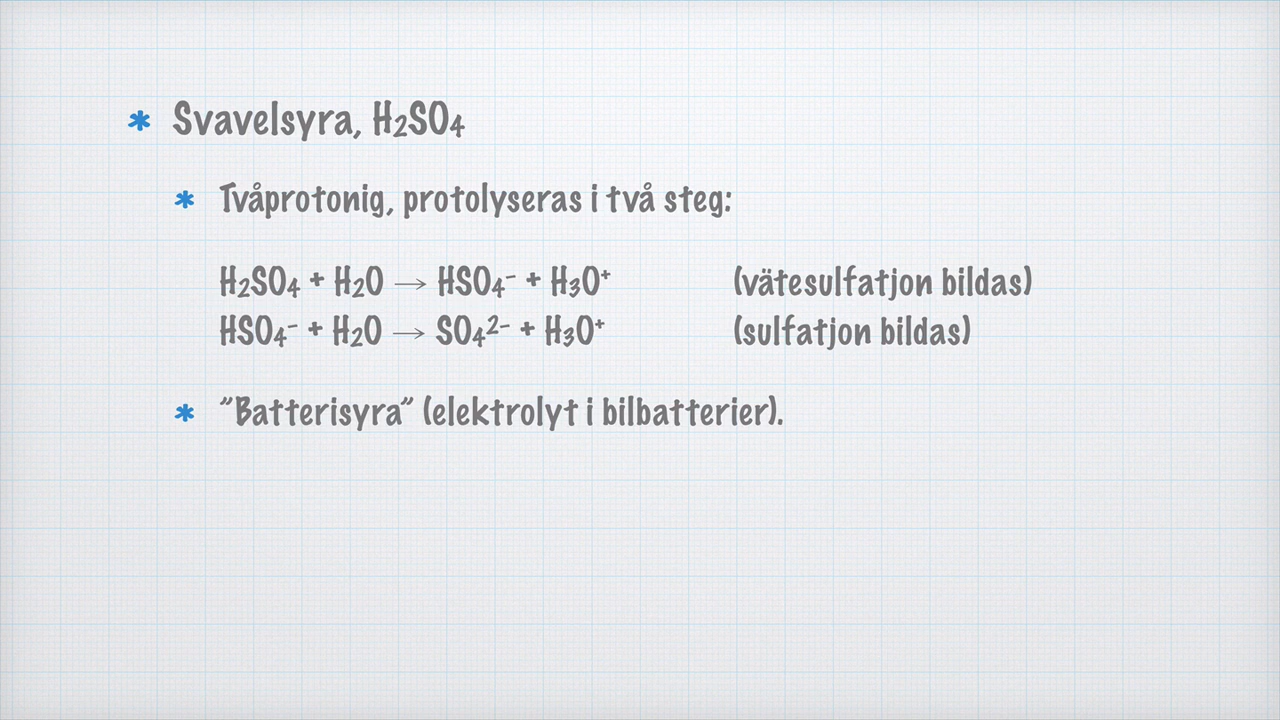 * Svavelsyra, H₂SO₄
* Tvåprotonig, protolyseras i två steg:
H₂SO₄ + H₂O → HSO₄⁻ + H₃O⁺ (vätesulfatjon bildas)
HSO₄⁻ + H₂O → SO₄²⁻ + H₃O⁺ (sulfatjon bildas)
* ”Batterisyra” (elektrolyt i bilbatterier).